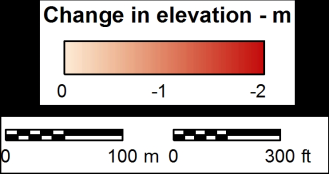 Change in elevation - m
0 -1 -2
0 100 m 0 300 ft